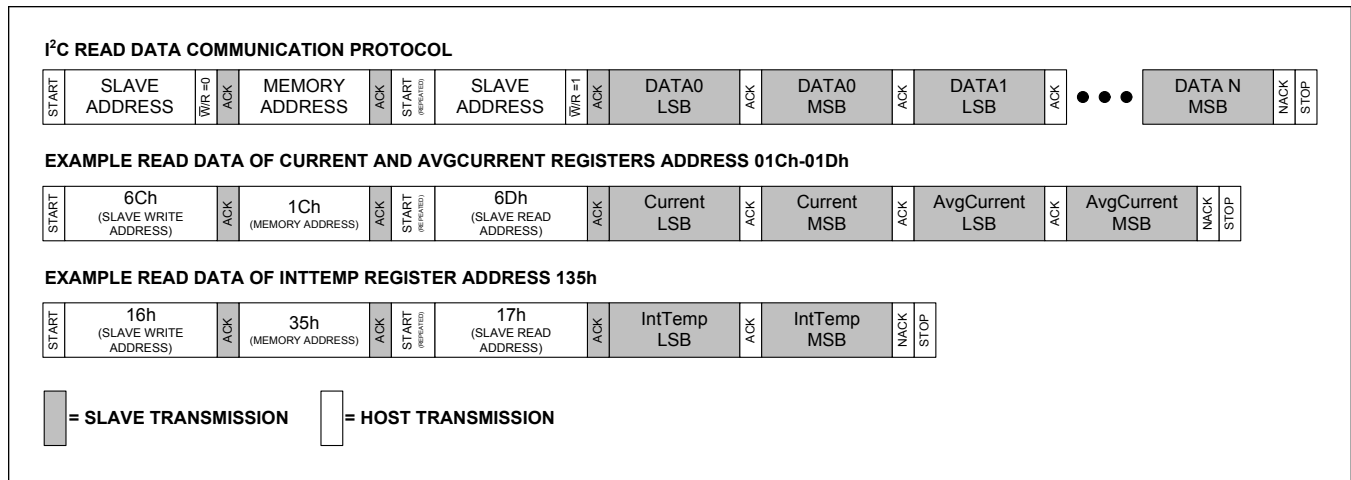 I²C READ DATA COMMUNICATION PROTOCOL
START SLAVE ADDRESS W̅/R =0 ACK MEMORY ADDRESS ACK START (REPEATED) SLAVE ADDRESS W̅/R =1 ACK DATA0 LSB ACK DATA0 MSB ACK DATA1 LSB ACK ●●● DATA N MSB NACK STOP
EXAMPLE READ DATA OF CURRENT AND AVGCURRENT REGISTERS ADDRESS 01Ch-01Dh
START 6Ch (SLAVE WRITE ADDRESS) ACK 1Ch (MEMORY ADDRESS) ACK START (REPEATED) 6Dh (SLAVE READ ADDRESS) ACK Current LSB ACK Current MSB ACK AvgCurrent LSB ACK AvgCurrent MSB NACK STOP
EXAMPLE READ DATA OF INTTEMP REGISTER ADDRESS 135h
START 16h (SLAVE WRITE ADDRESS) ACK 35h (MEMORY ADDRESS) ACK START (REPEATED) 17h (SLAVE READ ADDRESS) ACK IntTemp LSB ACK IntTemp MSB NACK STOP
= SLAVE TRANSMISSION = HOST TRANSMISSION